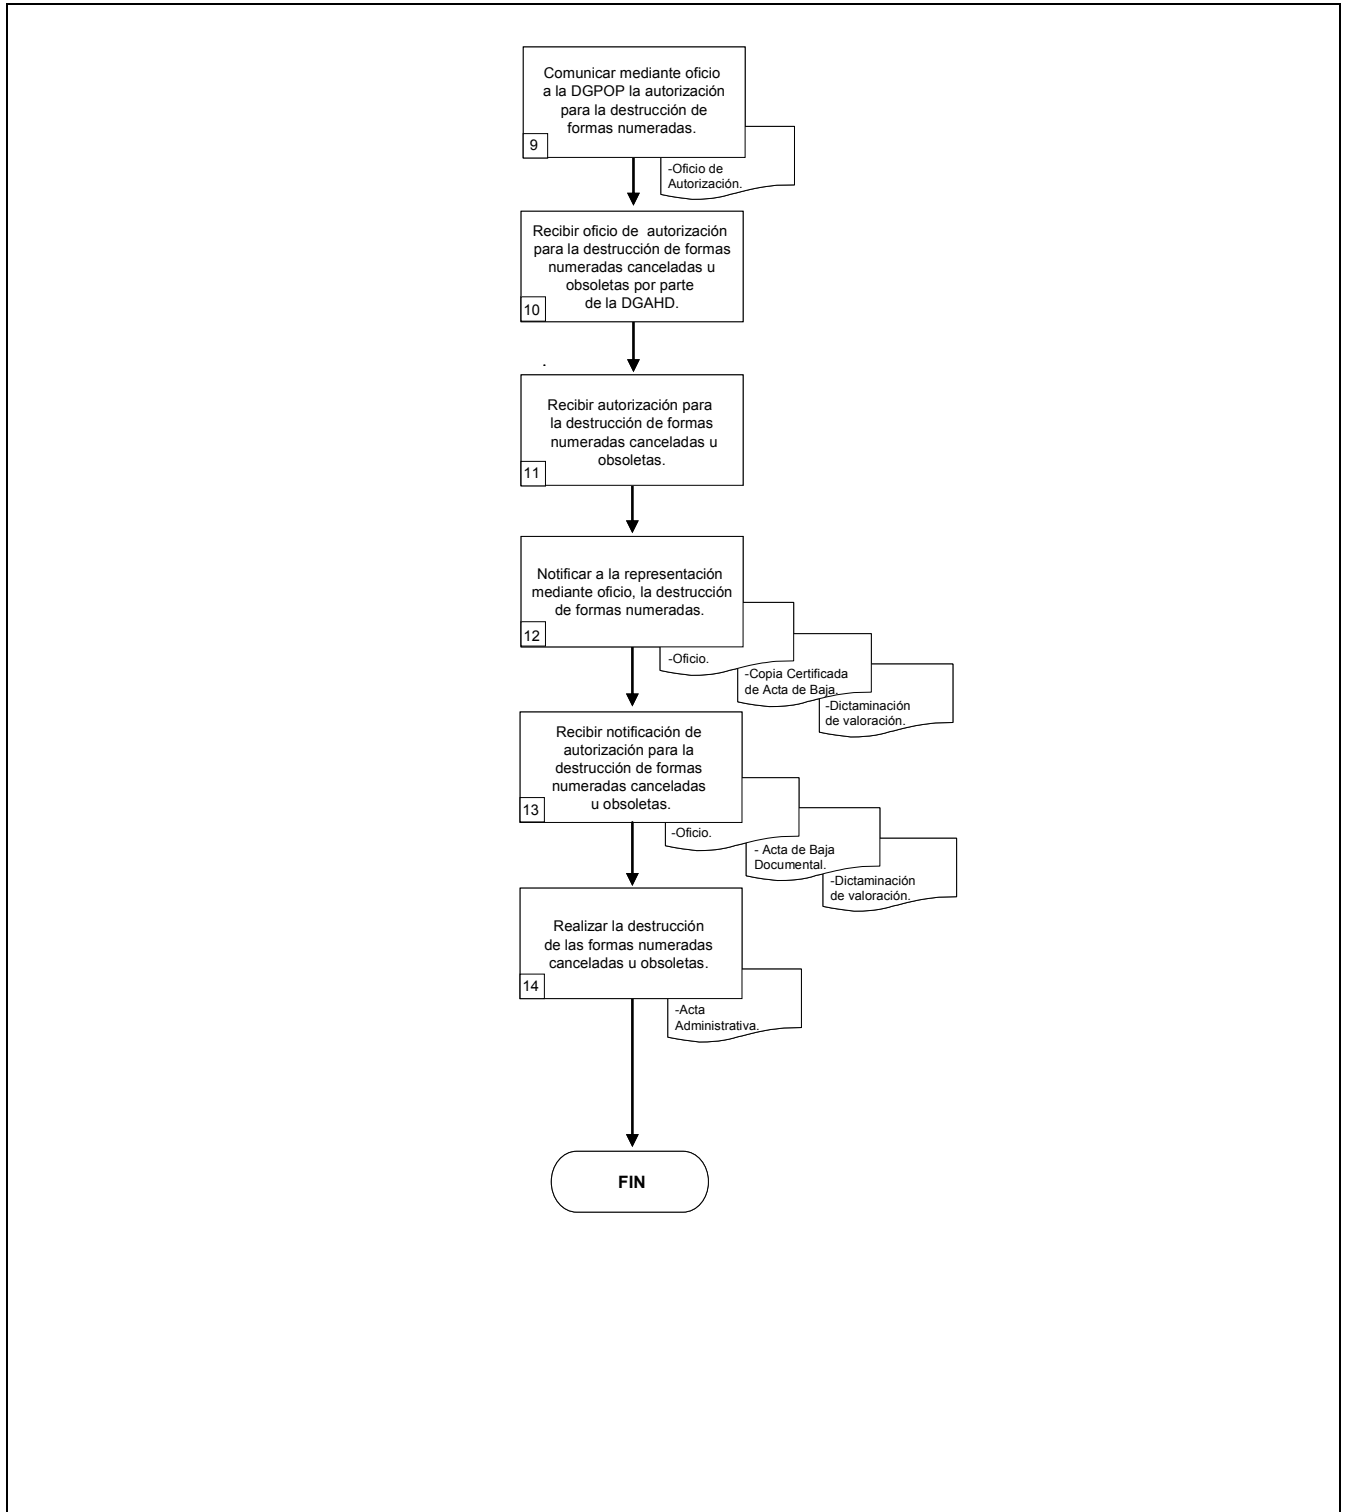 Comunicar mediante oficio
a la DGPOP la autorización
para la destrucción de
formas numeradas.
9
-Oficio de
Autorización.
Recibir oficio de autorización
para la destrucción de formas
numeradas canceladas u
obsoletas por parte
de la DGAHD.
10
.
Recibir autorización para
la destrucción de formas
numeradas canceladas u
obsoletas.
11
Notificar a la representación
mediante oficio, la destrucción
de formas numeradas.
12
-Oficio.
-Copia Certificada
de Acta de Baja.
-Dictaminación
de valoración.
Recibir notificación de
autorización para la
destrucción de formas
numeradas canceladas
u obsoletas.
13
-Oficio.
- Acta de Baja
Documental.
-Dictaminación
de valoración.
Realizar la destrucción
de las formas numeradas
canceladas u obsoletas.
14
-Acta
Administrativa.
FIN